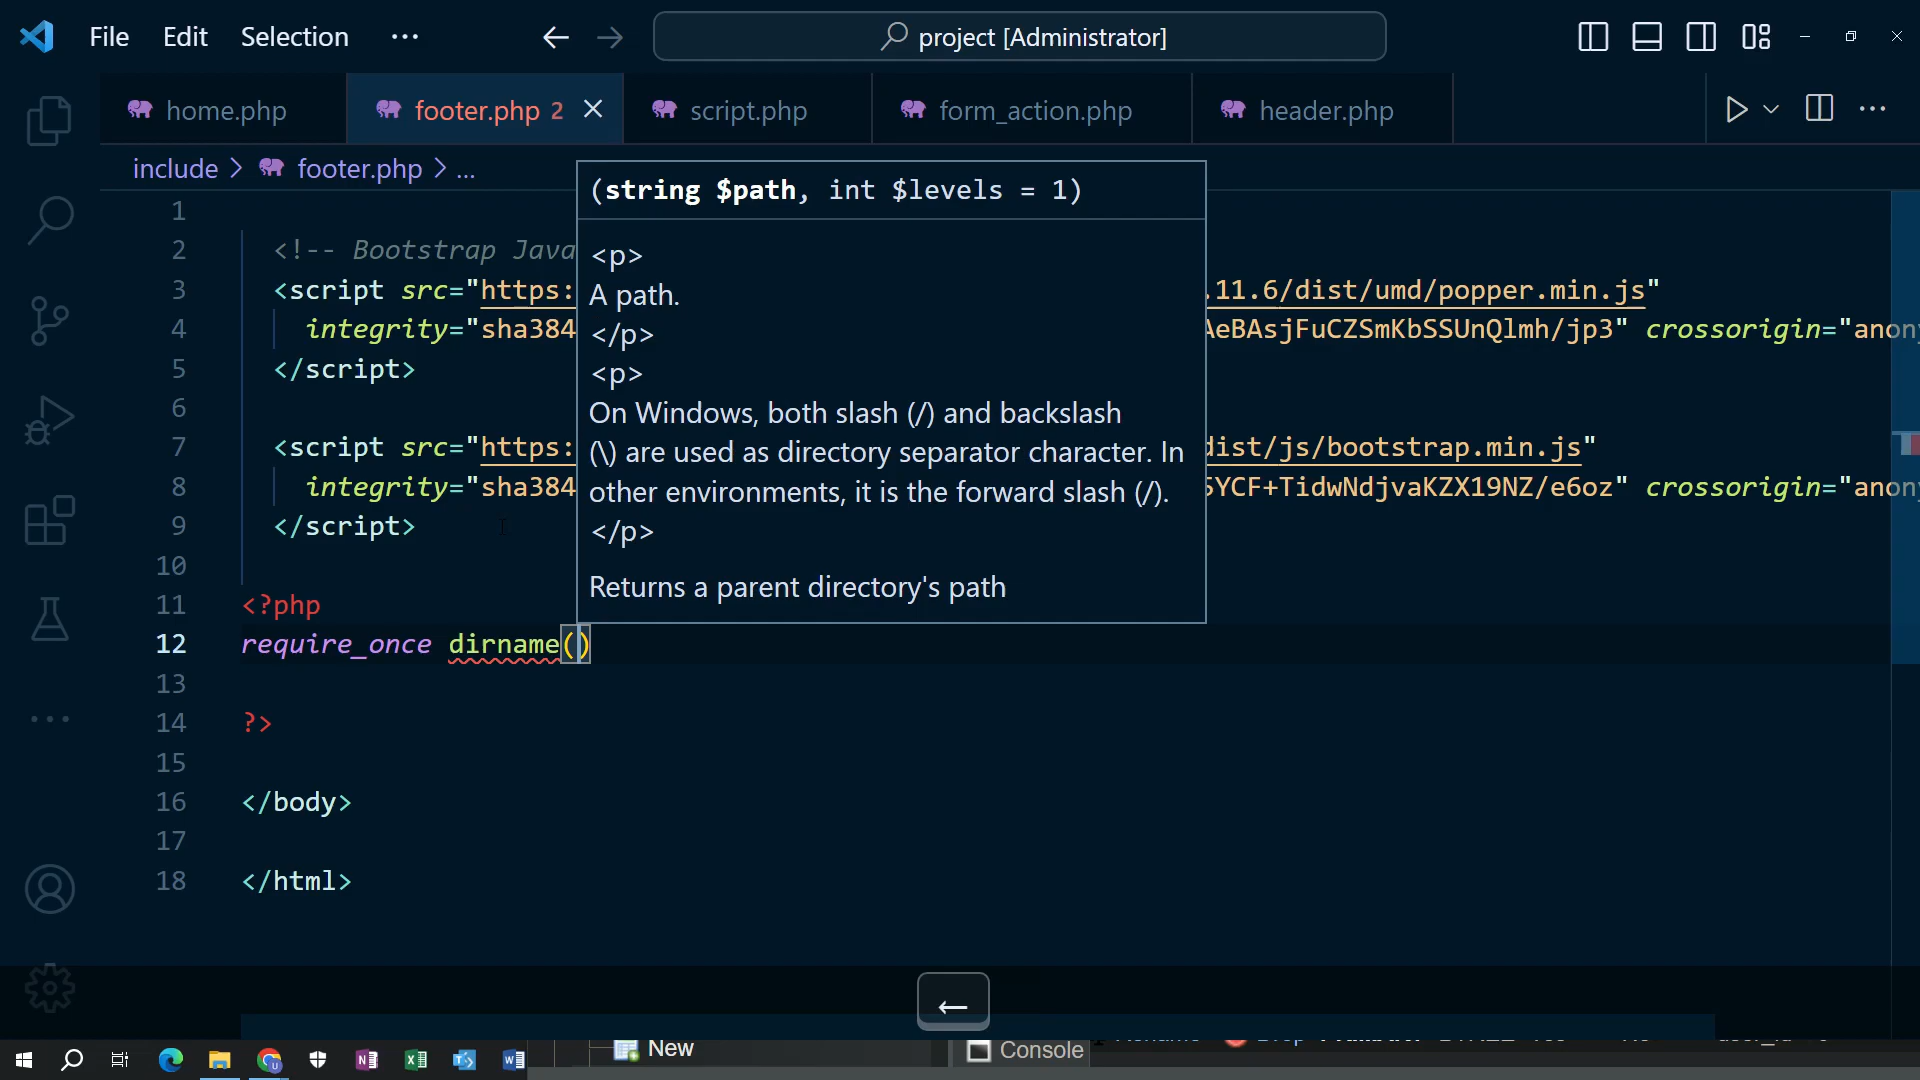 File Edit Selection ... project [Administrator]
home.php footer.php 2 script.php form_action.php header.php
include > footer.php > ...
(string $path, int $levels = 1)
<p>
A path.
</p>
<p>
On Windows, both slash (/) and backslash
(\) are used as directory separator character. In
other environments, it is the forward slash (/).
</p>
Returns a parent directory's path
1
2 <!-- Bootstrap Java
3 <script src="https: .11.6/dist/umd/popper.min.js"
4 integrity="sha384 AeBAsjFuCZSmKbSSUnQlmh/jp3" crossorigin="anon
5 </script>
6
7 <script src="https: dist/js/bootstrap.min.js"
8 integrity="sha384 5YCF+TidwNdjvaKZX19NZ/e6oz" crossorigin="anon
9 </script>
10
11 <?php
12 require_once dirname()
13
14 ?>
15
16 </body>
17
18 </html>
←
New Console